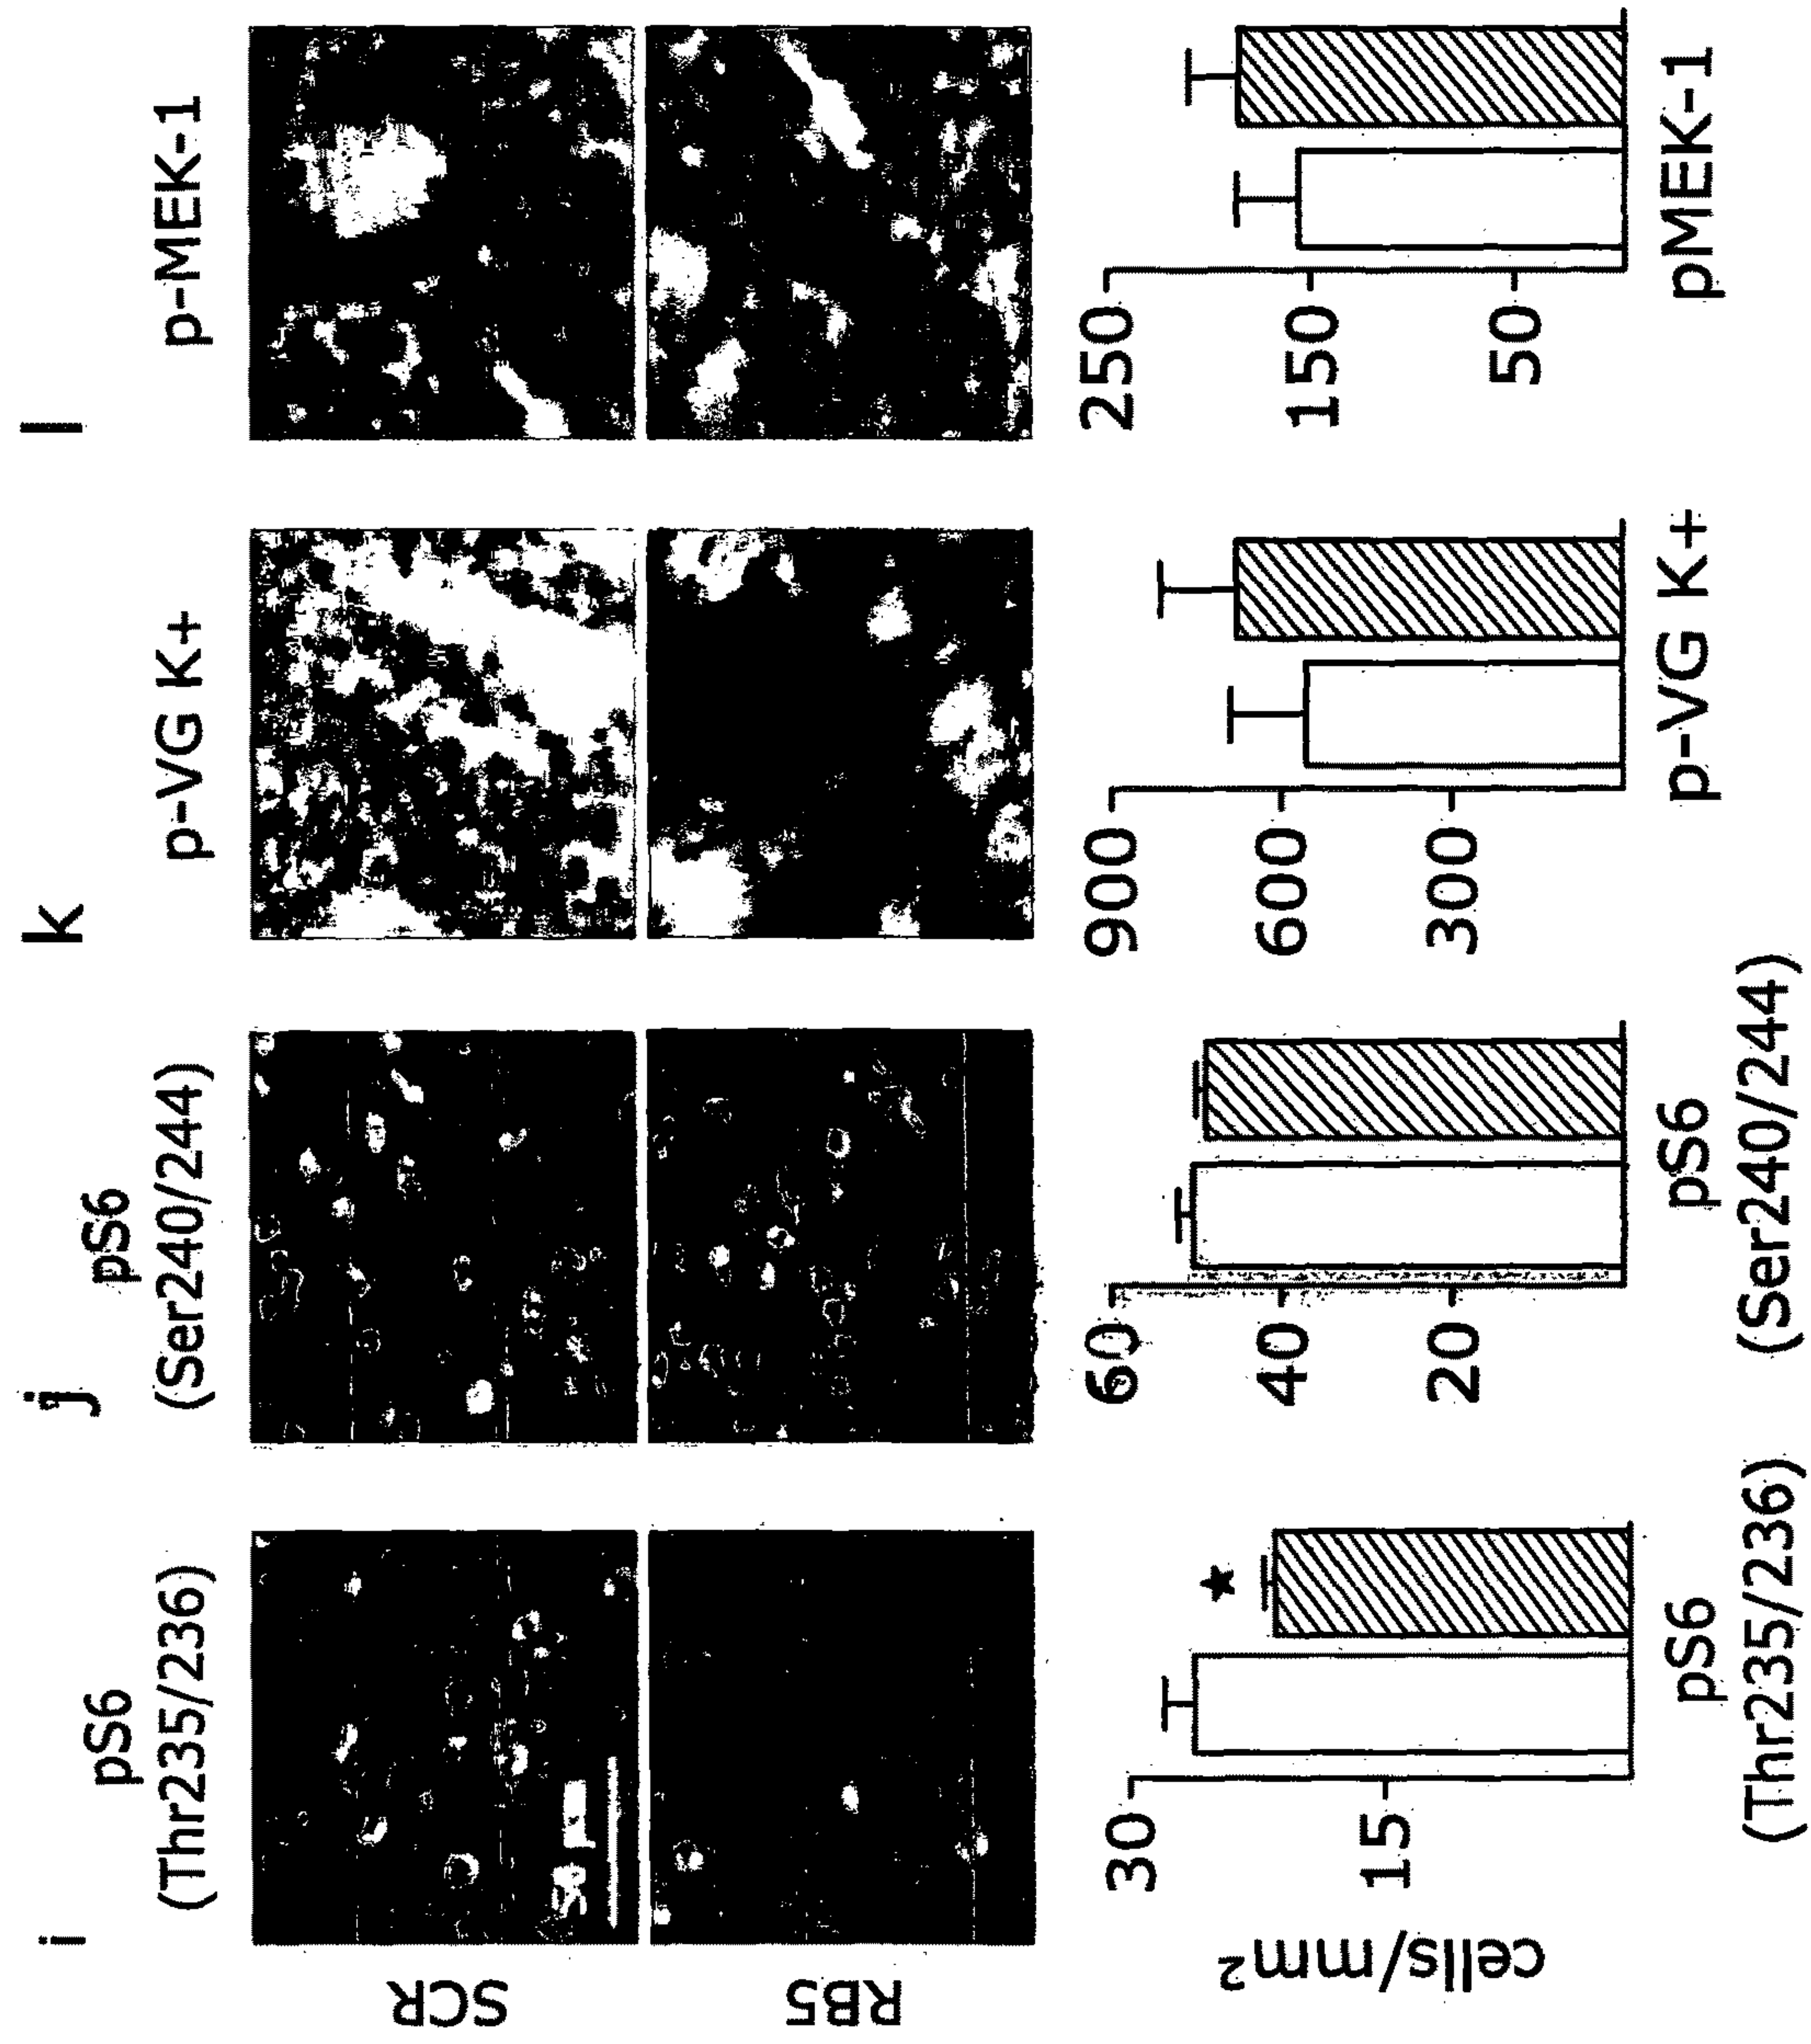 i
pS6
(Thr235/236)
j
pS6
(Ser240/244)
k
p-VG K+
l
p-MEK-1
SCR
RB5
cells/mm²
30
15
pS6
(Thr235/236)
60
40
20
pS6
(Ser240/244)
900
600
300
p-VG K+
250
150
50
pMEK-1